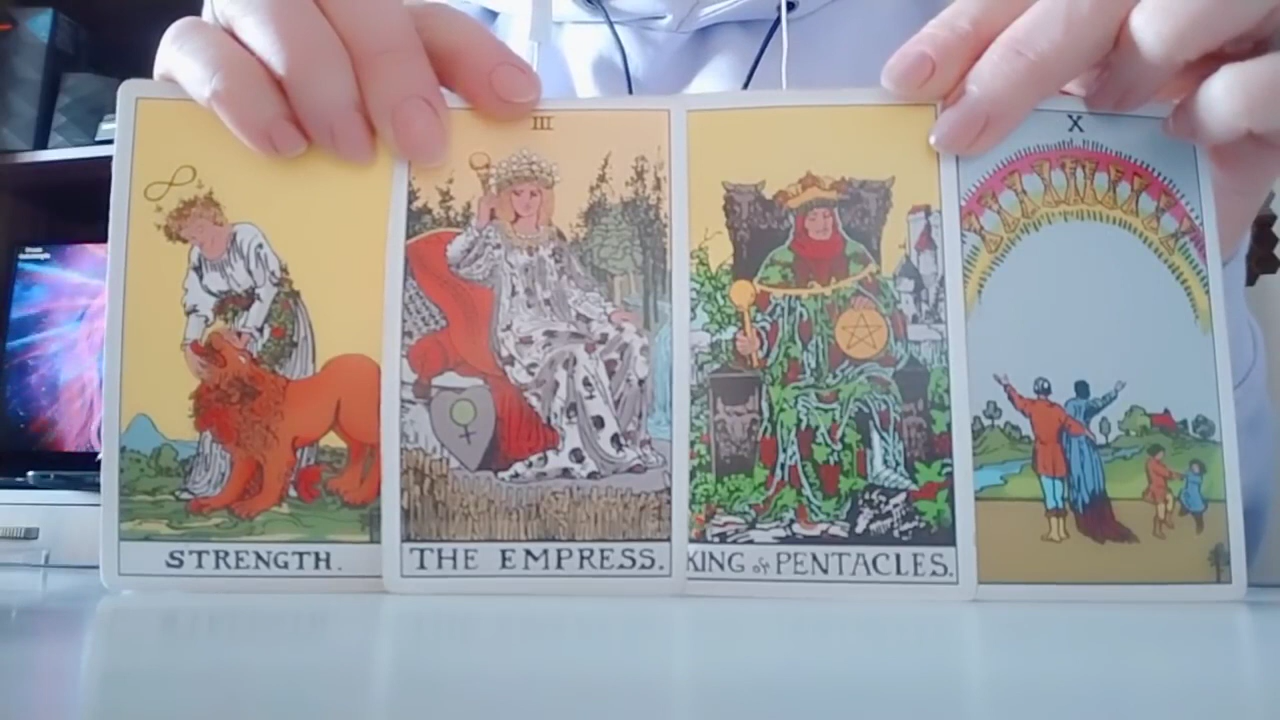 III
X
STRENGTH.
THE EMPRESS.
KING of PENTACLES.